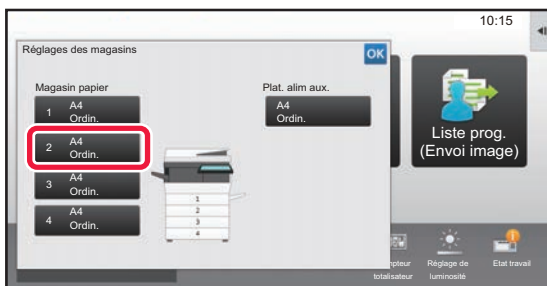 10:15
Réglages des magasins
OK
Magasin papier
Plat. alim aux.
1 A4
Ordin.
A4
Ordin.
2 A4
Ordin.
3 A4
Ordin.
4 A4
Ordin.
1
2
3
4
Liste prog.
(Envoi image)
totalisateur
Réglage de
luminosité
Etat travail